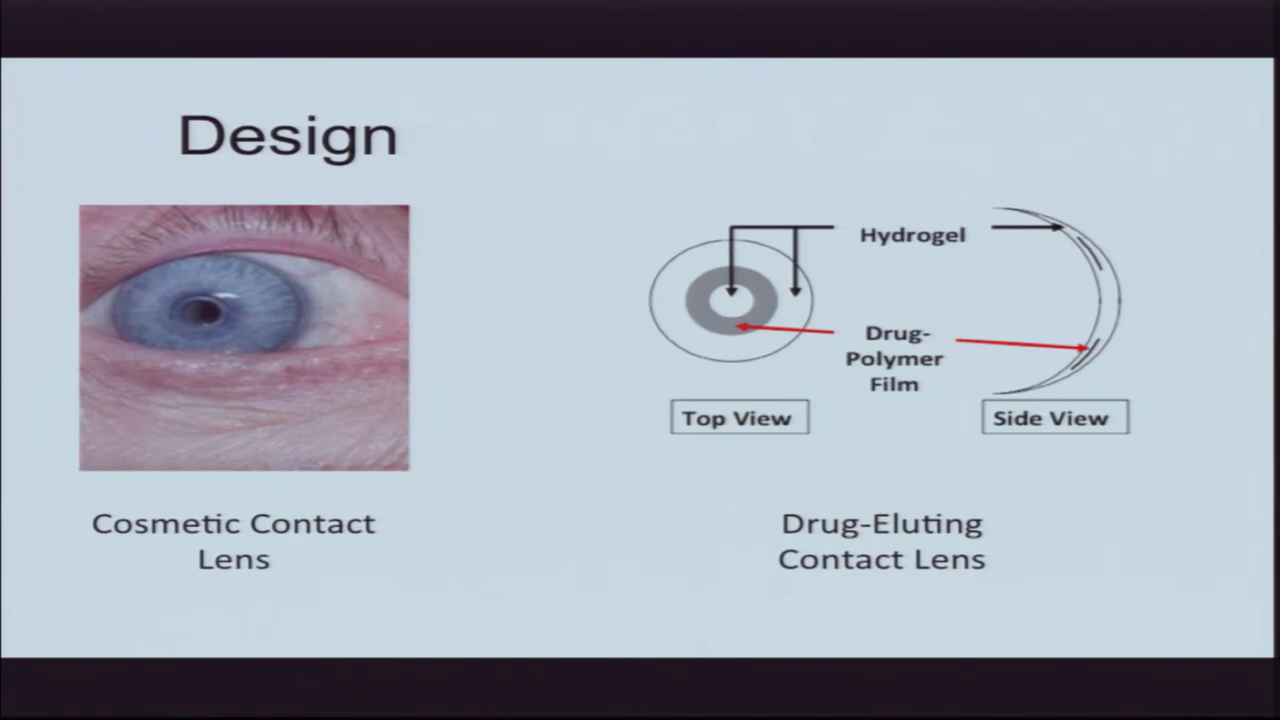 Design
Hydrogel
Drug-
Polymer
Film
Top View
Side View
Cosmetic Contact
Lens
Drug-Eluting
Contact Lens